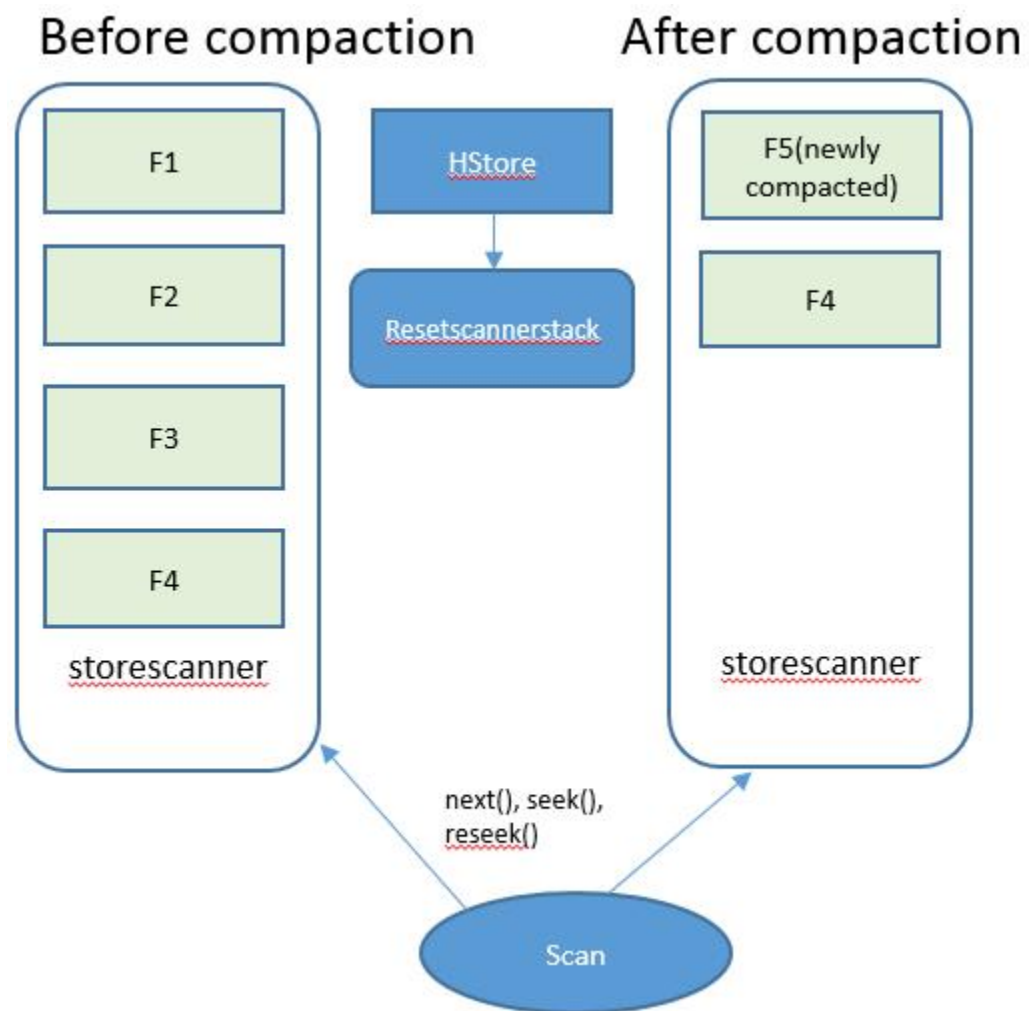 Before compaction
After compaction
F1
F2
F3
F4
storescanner
HStore
Resetscannerstack
F5(newly
compacted)
F4
storescanner
next(), seek(),
reseek()
Scan